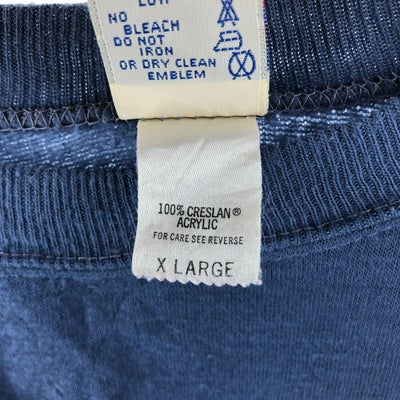 NO
BLEACH
DO NOT
IRON
OR DRY CLEAN
EMBLEM
100% CRESLAN®
ACRYLIC
FOR CARE SEE REVERSE
X LARGE